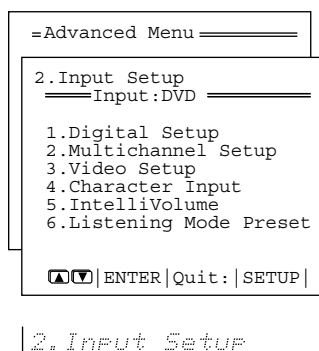 =Advanced Menu
2.Input Setup
Input:DVD
1.Digital Setup
2.Multichannel Setup
3.Video Setup
4.Character Input
5.IntelliVolume
6.Listening Mode Preset
▲▼|ENTER|Quit:|SETUP|
2.Input Setup